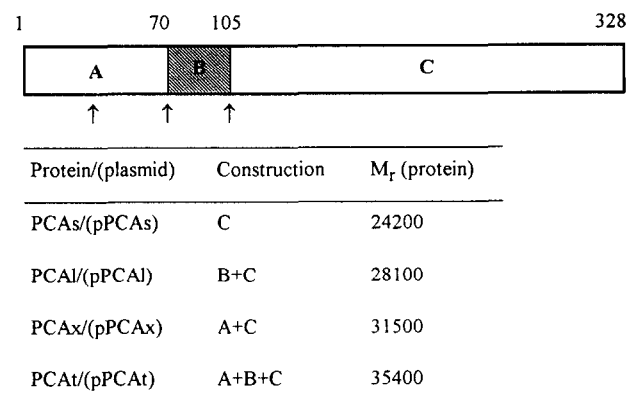 1 70 105 328
A B C
↑ ↑ ↑
Protein/(plasmid) Construction Mr (protein)
PCAs/(pPCAs) C 24200
PCAl/(pPCAl) B+C 28100
PCAx/(pPCAx) A+C 31500
PCAt/(pPCAt) A+B+C 35400